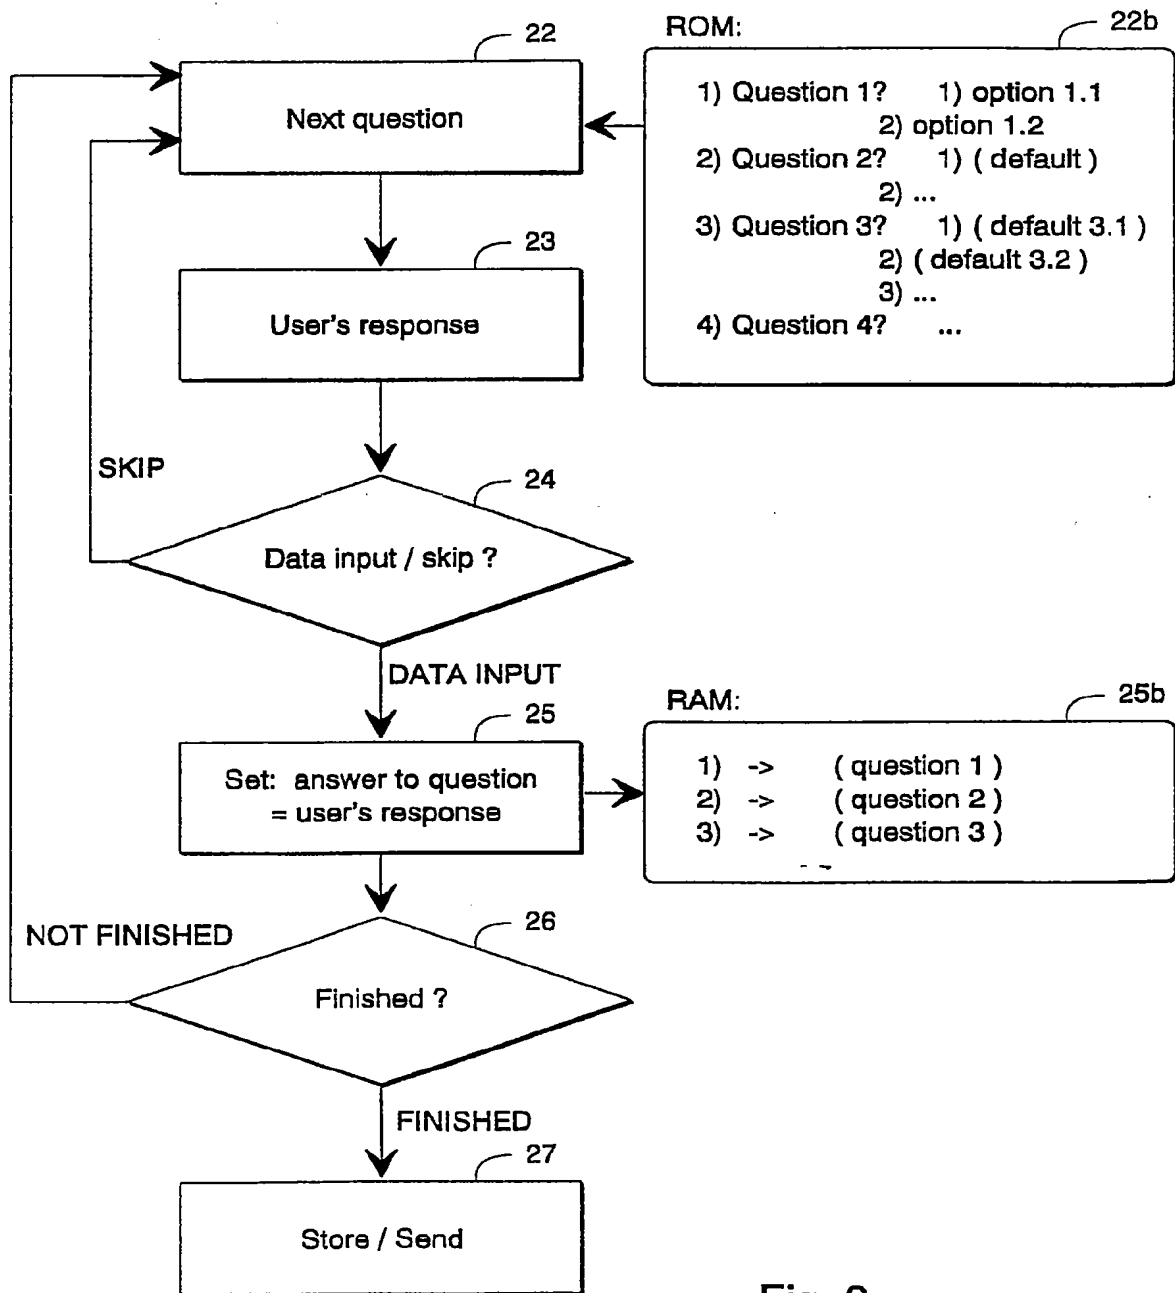 22
Next question
ROM:
22b
1) Question 1? 1) option 1.1
2) option 1.2
2) Question 2? 1) ( default )
2) ...
3) Question 3? 1) ( default 3.1 )
2) ( default 3.2 )
3) ...
4) Question 4? ...
23
User's response
SKIP
24
Data input / skip ?
DATA INPUT
25
Set: answer to question
= user's response
RAM:
25b
1) -> ( question 1 )
2) -> ( question 2 )
3) -> ( question 3 )
NOT FINISHED
26
Finished ?
FINISHED
27
Store / Send